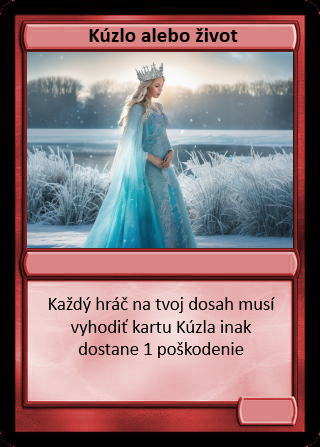 Kúzlo alebo život
Každý hráč na tvoj dosah musí
vyhodiť kartu Kúzla inak
dostane 1 poškodenie